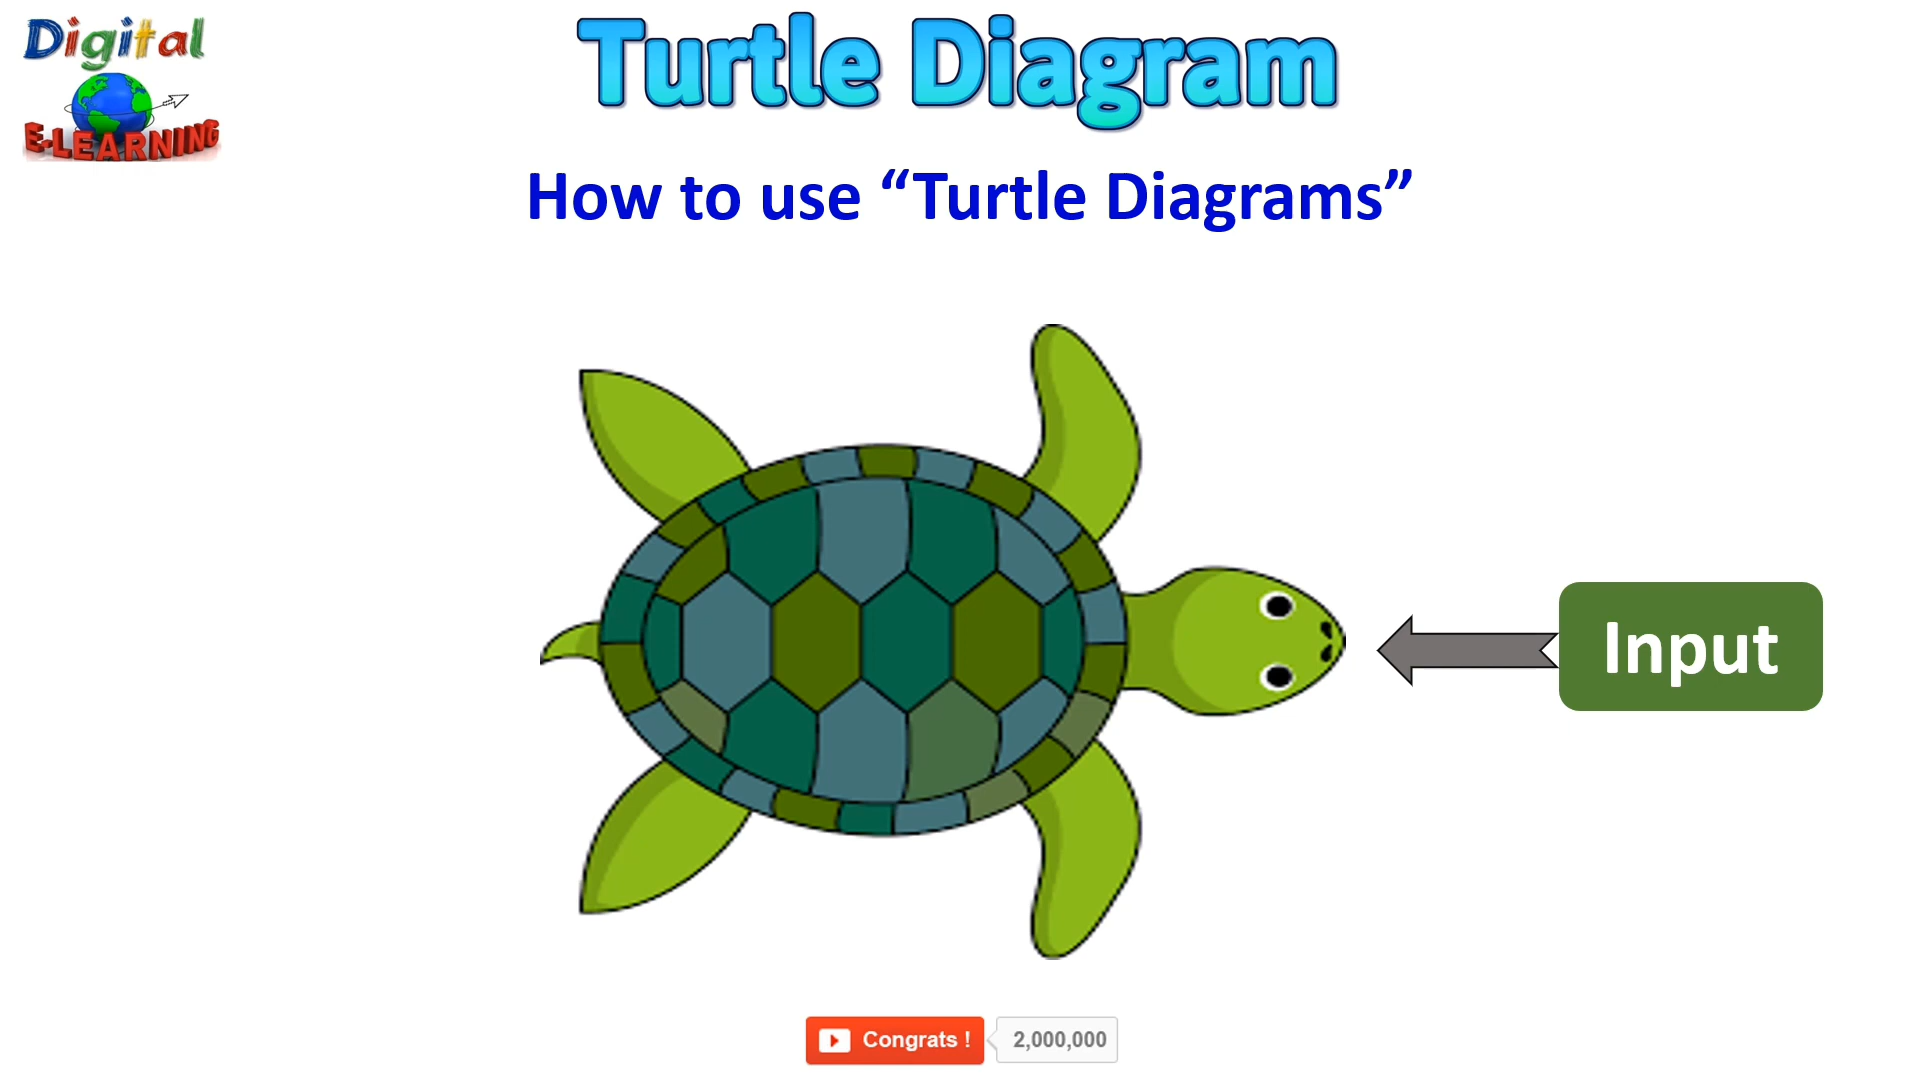 Digital
E-LEARNING
Turtle Diagram
How to use “Turtle Diagrams”
Input
Congrats !
2,000,000